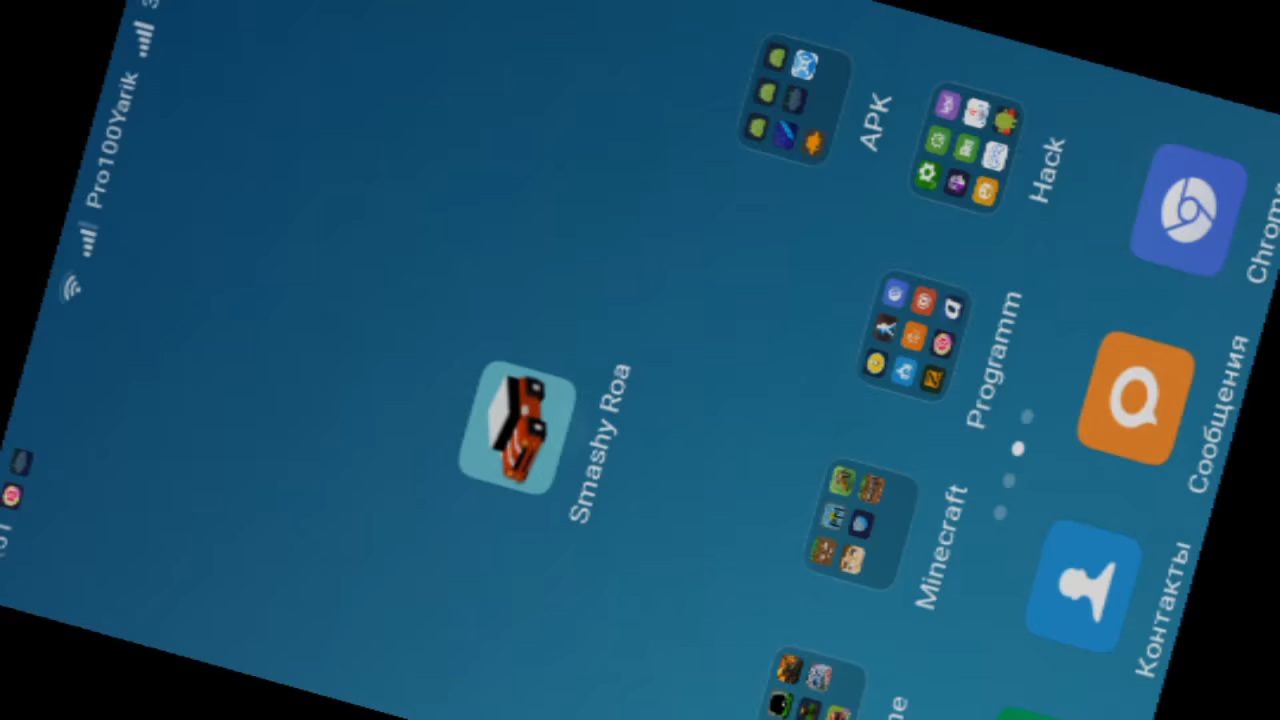 Pro100Yarik
Smashy Roa
Minecraft
Programm
APK
Hack
Контакты
Сообщения
Chrome